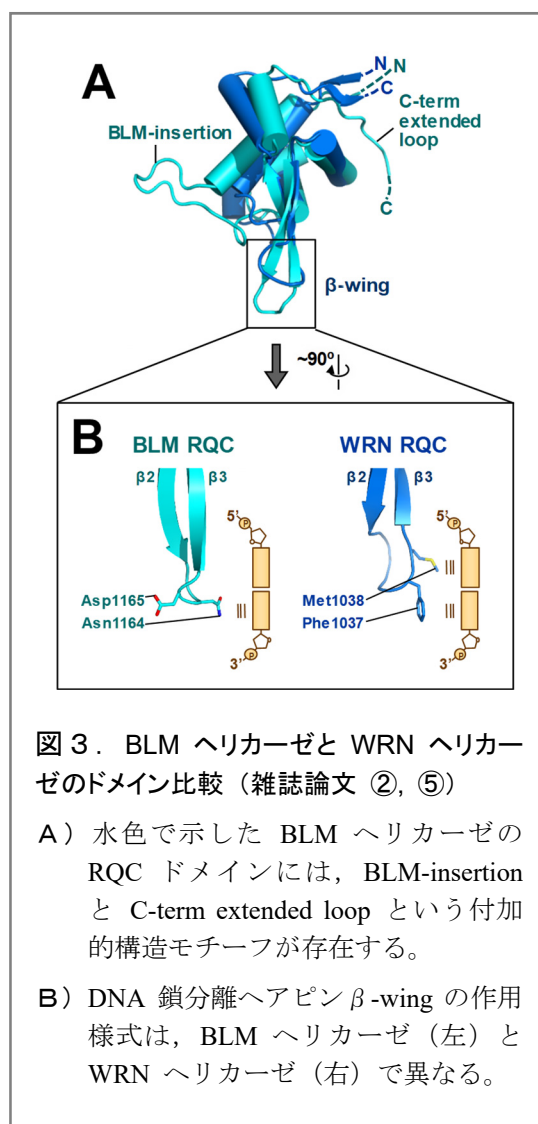 A
N
N
C
C-term
extended
loop
BLM-insertion
C
β-wing
~90º
B
BLM RQC
WRN RQC
β2
β3
β2
β3
5'
P
5'
P
Asp1165
Asn1164
Met1038
Phe1037
3'
P
3'
P
図 3 . BLM ヘリカーゼと WRN ヘリカー
ゼのドメイン比較 (雑誌論文 ②, ⑤)
A)水色で示した BLM ヘリカーゼの
RQC ドメインには,BLM-insertion
と C-term extended loop という付加
的構造モチーフが存在する。
B)DNA 鎖分離ヘアピンβ-wing の作用
様式は,BLM ヘリカーゼ(左)と
WRN ヘリカーゼ(右)で異なる。